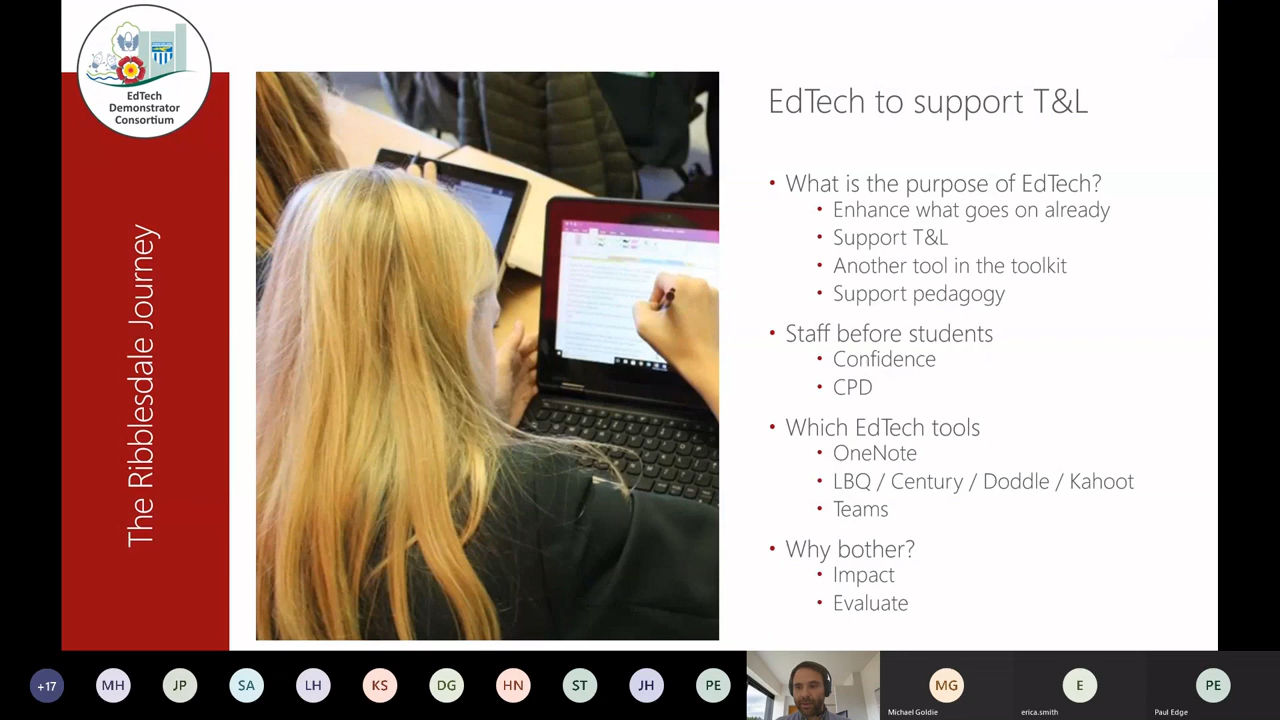 EdTech
Demonstrator
Consortium
The Ribblesdale Journey
EdTech to support T&L
• What is the purpose of EdTech?
• Enhance what goes on already
• Support T&L
• Another tool in the toolkit
• Support pedagogy
• Staff before students
• Confidence
• CPD
• Which EdTech tools
• OneNote
• LBQ / Century / Doddle / Kahoot
• Teams
• Why bother?
• Impact
• Evaluate
+17
MH
JP
SA
LH
KS
DG
HN
ST
JH
PE
MG
Michael Goldie
E
erica.smith
PE
Paul Edge